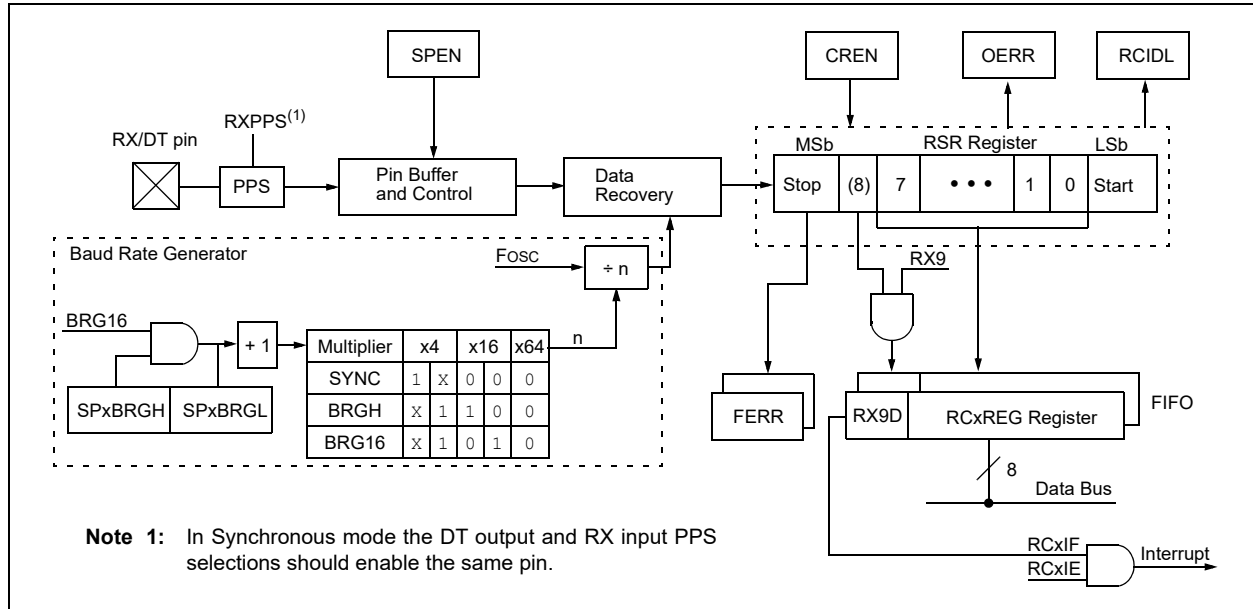 SPEN
CREN
OERR
RCIDL
RXPPS(1)
RX/DT pin
PPS
Pin Buffer
and Control
Data
Recovery
MSb
RSR Register
LSb
Stop (8) 7 • • • 1 0 Start
Baud Rate Generator
FOSC
÷ n
RX9
BRG16
+ 1
n
Multiplier x4 x16 x64
SYNC 1 X 0 0 0
BRGH X 1 1 0 0
BRG16 X 1 0 1 0
SPxBRGH SPxBRGL
FERR
RX9D
RCxREG Register
FIFO
8
Data Bus
Note 1: In Synchronous mode the DT output and RX input PPS
selections should enable the same pin.
RCxIF
RCxIE
Interrupt